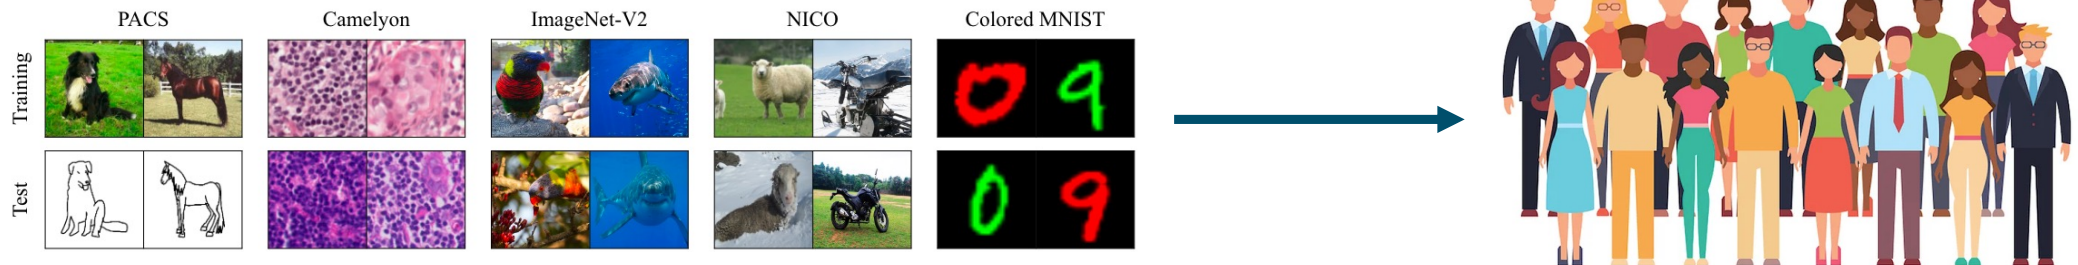 PACS
Camelyon
ImageNet-V2
NICO
Colored MNIST
Training
Test